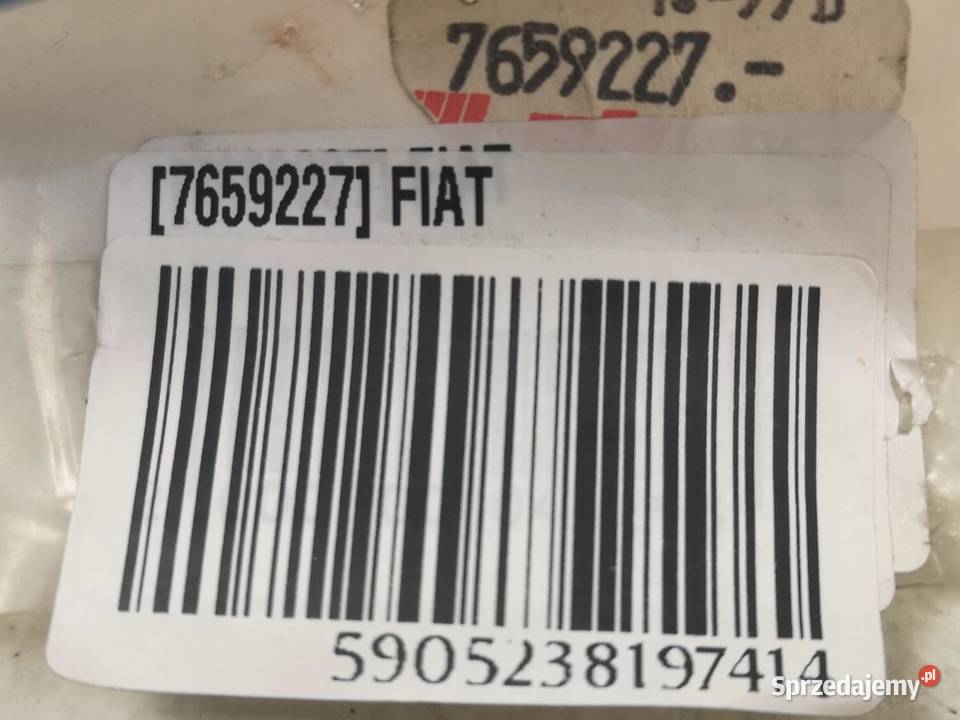 7659227.-
[7659227] FIAT
5905238197414
Sprzedajemy.pl